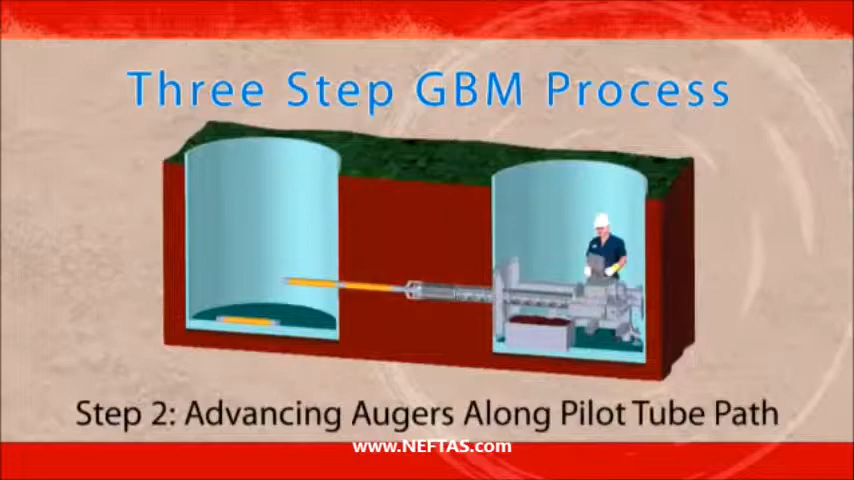 Three Step GBM Process
Step 2: Advancing Augers Along Pilot Tube Path
www.NEFTAS.com